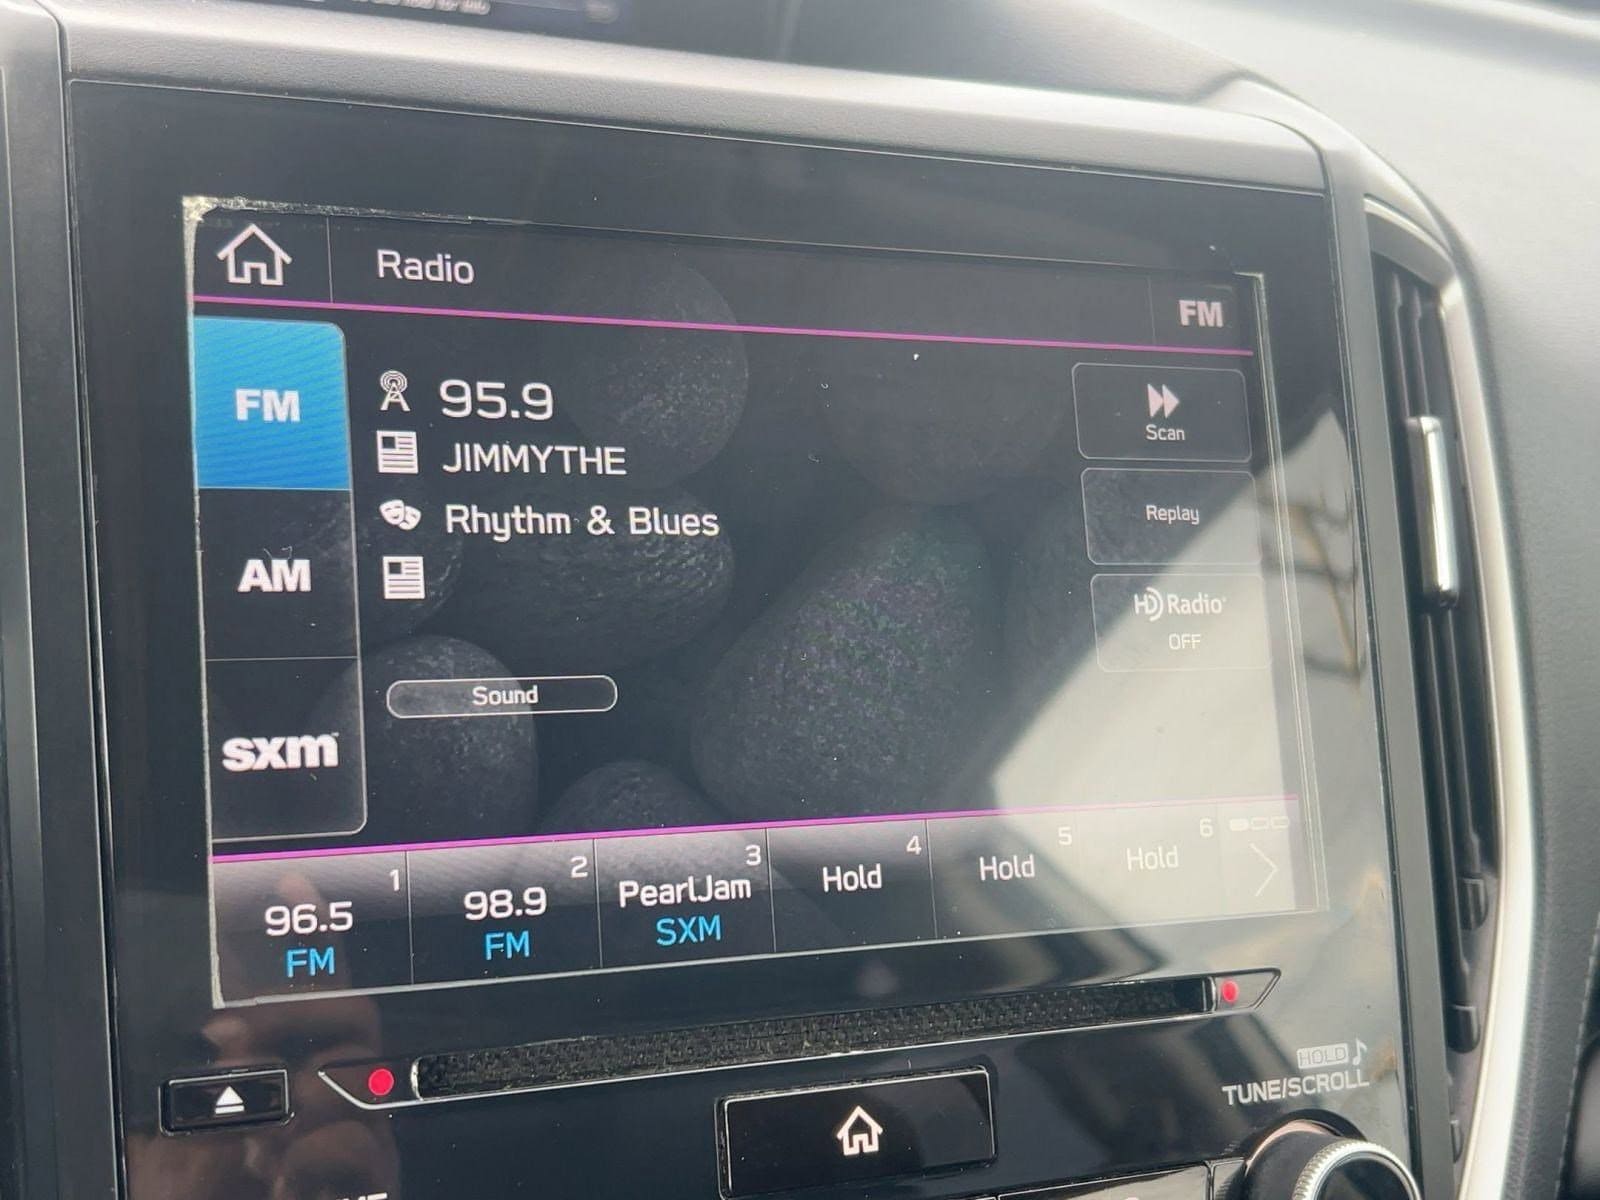 Radio
FM
FM
95.9
Scan
JIMMYTHE
Replay
Rhythm & Blues
AM
HD Radio
OFF
Sound
sxm
1
2
3
4
5
6
96.5
FM
98.9
FM
PearlJam
SXM
Hold
Hold
Hold
HOLD
TUNE/SCROLL